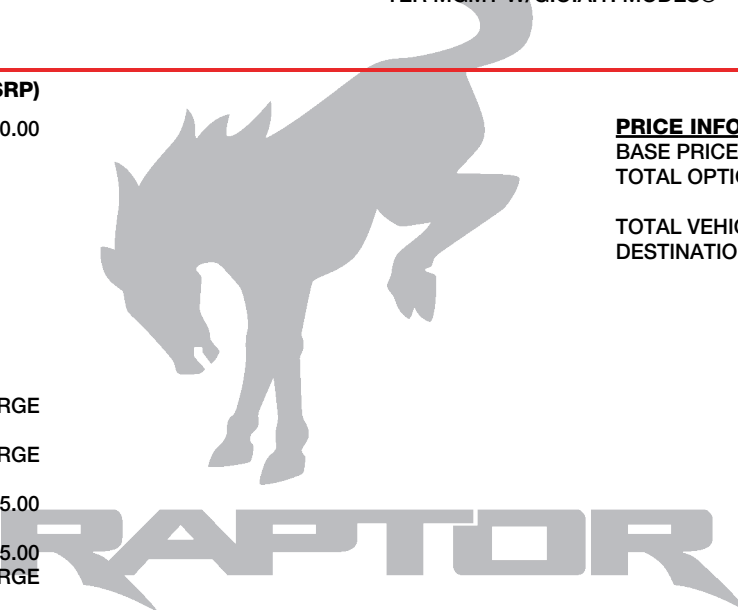 SRP)
0.00
PRICE INFO
BASE PRICE
TOTAL OPTIO
TOTAL VEHIC
DESTINATIO
RGE
RGE
5.00
5.00
RGE
RAPTOR